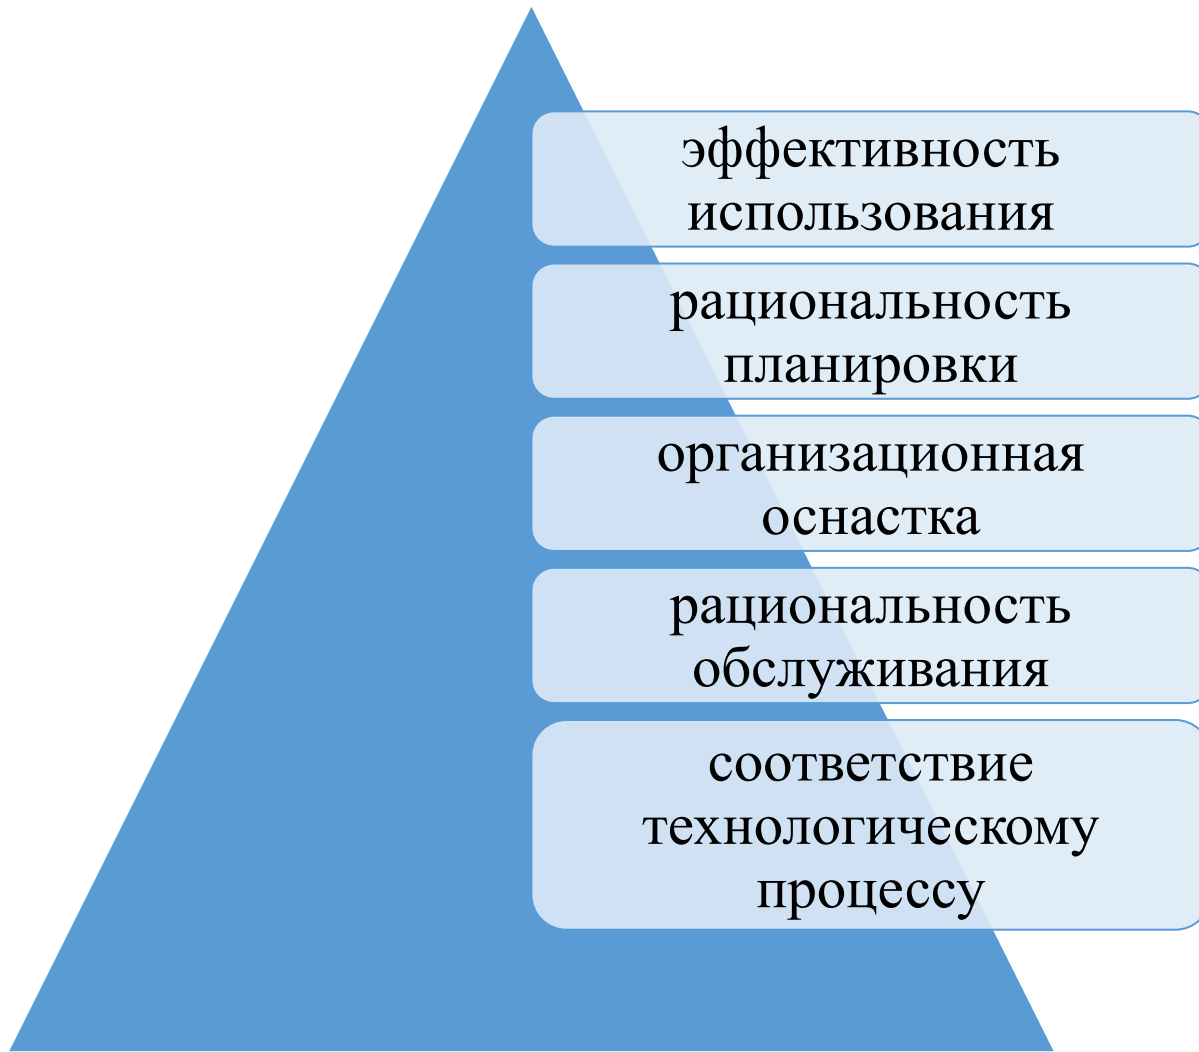 эффективность
использования
рациональность
планировки
организационная
оснастка
рациональность
обслуживания
соответствие
технологическому
процессу